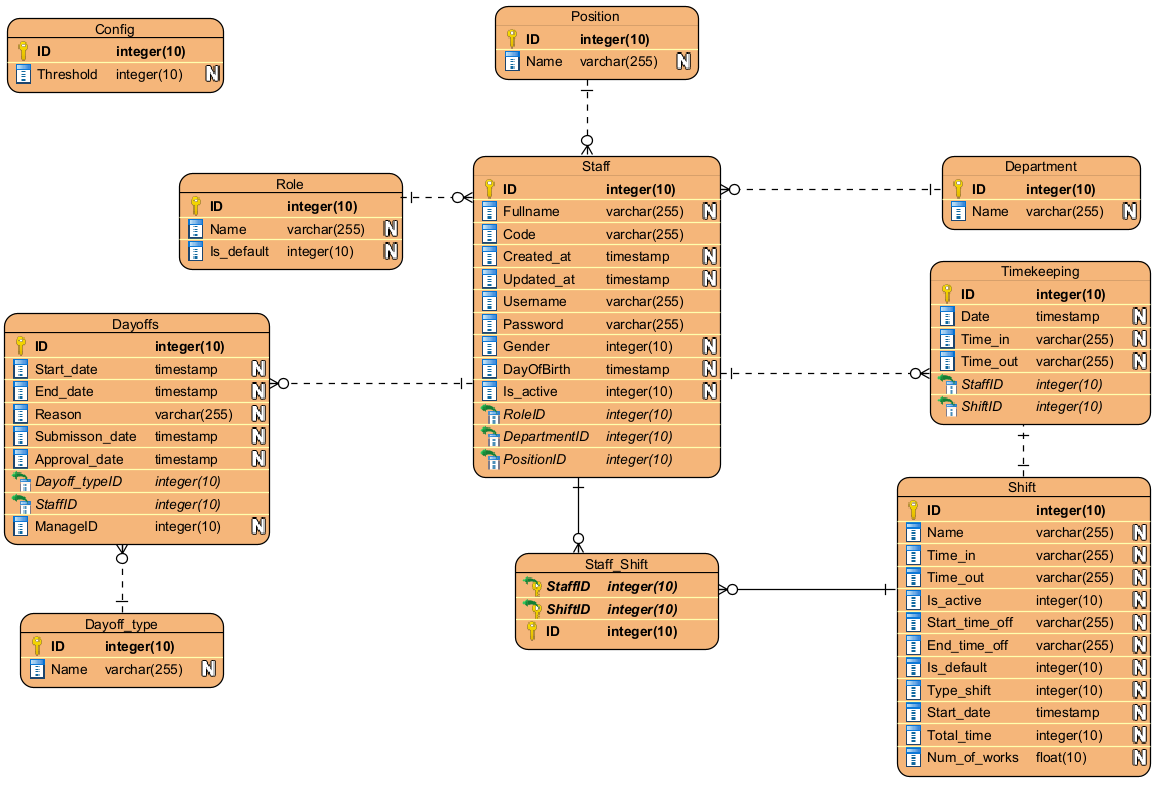 Config
ID integer(10)
Threshold integer(10) N
Position
ID integer(10)
Name varchar(255) N
Role
ID integer(10)
Name varchar(255) N
Is_default integer(10) N
Staff
ID integer(10)
Fullname varchar(255) N
Code varchar(255)
Created_at timestamp N
Updated_at timestamp N
Username varchar(255)
Password varchar(255)
Gender integer(10) N
DayOfBirth timestamp N
Is_active integer(10) N
RoleID integer(10)
DepartmentID integer(10)
PositionID integer(10)
Department
ID integer(10)
Name varchar(255) N
Timekeeping
ID integer(10)
Date timestamp N
Time_in varchar(255) N
Time_out varchar(255) N
StaffID integer(10)
ShiftID integer(10)
Dayoffs
ID integer(10)
Start_date timestamp N
End_date timestamp N
Reason varchar(255) N
Submisson_date timestamp N
Approval_date timestamp N
Dayoff_typeID integer(10)
StaffID integer(10)
ManageID integer(10) N
Dayoff_type
ID integer(10)
Name varchar(255) N
Staff_Shift
StaffID integer(10)
ShiftID integer(10)
ID integer(10)
Shift
ID integer(10)
Name varchar(255) N
Time_in varchar(255) N
Time_out varchar(255) N
Is_active integer(10) N
Start_time_off varchar(255) N
End_time_off varchar(255) N
Is_default integer(10) N
Type_shift integer(10) N
Start_date timestamp N
Total_time integer(10) N
Num_of_works float(10) N